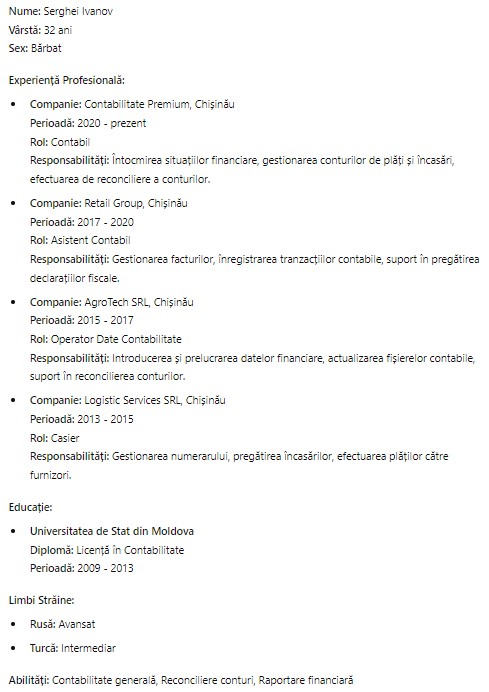 Nume: Serghei Ivanov
Vârstă: 32 ani
Sex: Bărbat
Experiență Profesională:
• Companie: Contabilitate Premium, Chișinău
Perioadă: 2020 - prezent
Rol: Contabil
Responsabilități: Întocmirea situațiilor financiare, gestionarea conturilor de plăți și încasări,
efectuarea de reconciliere a conturilor.
• Companie: Retail Group, Chișinău
Perioadă: 2017 - 2020
Rol: Asistent Contabil
Responsabilități: Gestionarea facturilor, înregistrarea tranzacțiilor contabile, suport în pregătirea
declarațiilor fiscale.
• Companie: AgroTech SRL, Chișinău
Perioadă: 2015 - 2017
Rol: Operator Date Contabilitate
Responsabilități: Introducerea și prelucrarea datelor financiare, actualizarea fișierelor contabile,
suport în reconcilierea conturilor.
• Companie: Logistic Services SRL, Chișinău
Perioadă: 2013 - 2015
Rol: Casier
Responsabilități: Gestionarea numerarului, pregătirea încasărilor, efectuarea plăților către
furnizori.
Educație:
• Universitatea de Stat din Moldova
Diplomă: Licență în Contabilitate
Perioadă: 2009 - 2013
Limbi Străine:
• Rusă: Avansat
• Turcă: Intermediar
Abilități: Contabilitate generală, Reconciliere conturi, Raportare financiară